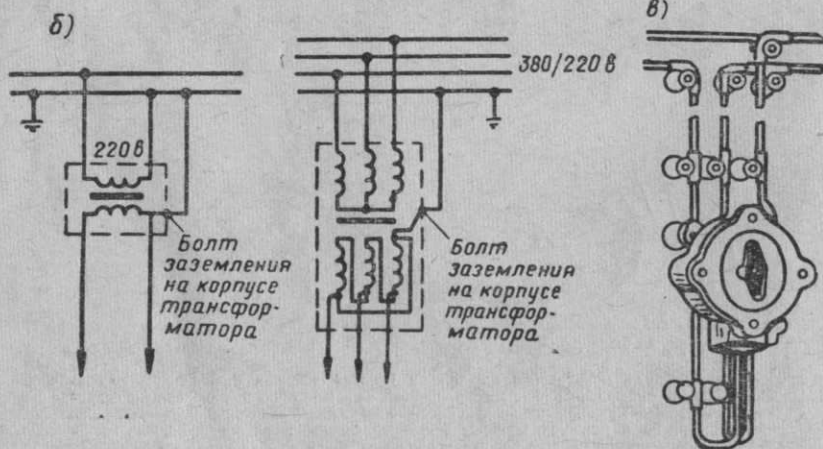 б)
в)
380/220 в
220 в
Болт
заземления
на корпусе
трансфор-
матора
Болт
заземления
на корпусе
трансфор-
матора